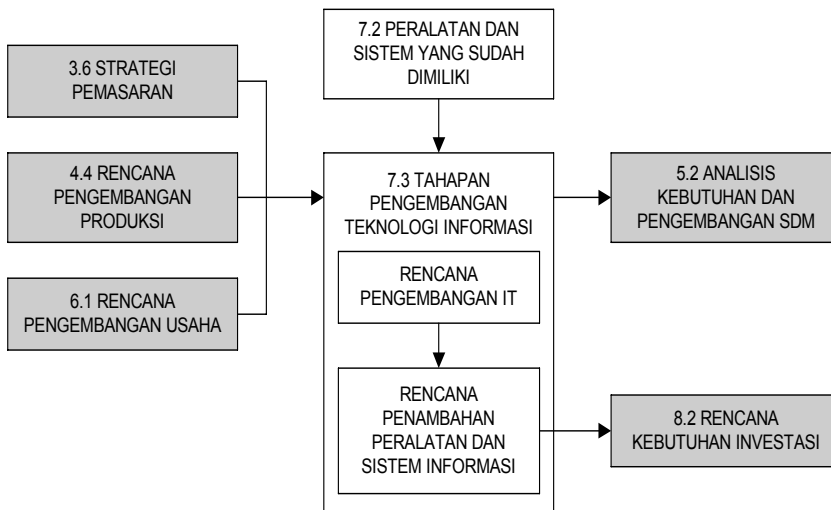 7.2 PERALATAN DAN
SISTEM YANG SUDAH
DIMILIKI
3.6 STRATEGI
PEMASARAN
4.4 RENCANA
PENGEMBANGAN
PRODUKSI
6.1 RENCANA
PENGEMBANGAN USAHA
7.3 TAHAPAN
PENGEMBANGAN
TEKNOLOGI INFORMASI
RENCANA
PENGEMBANGAN IT
RENCANA
PENAMBAHAN
PERALATAN DAN
SISTEM INFORMASI
5.2 ANALISIS
KEBUTUHAN DAN
PENGEMBANGAN SDM
8.2 RENCANA
KEBUTUHAN INVESTASI